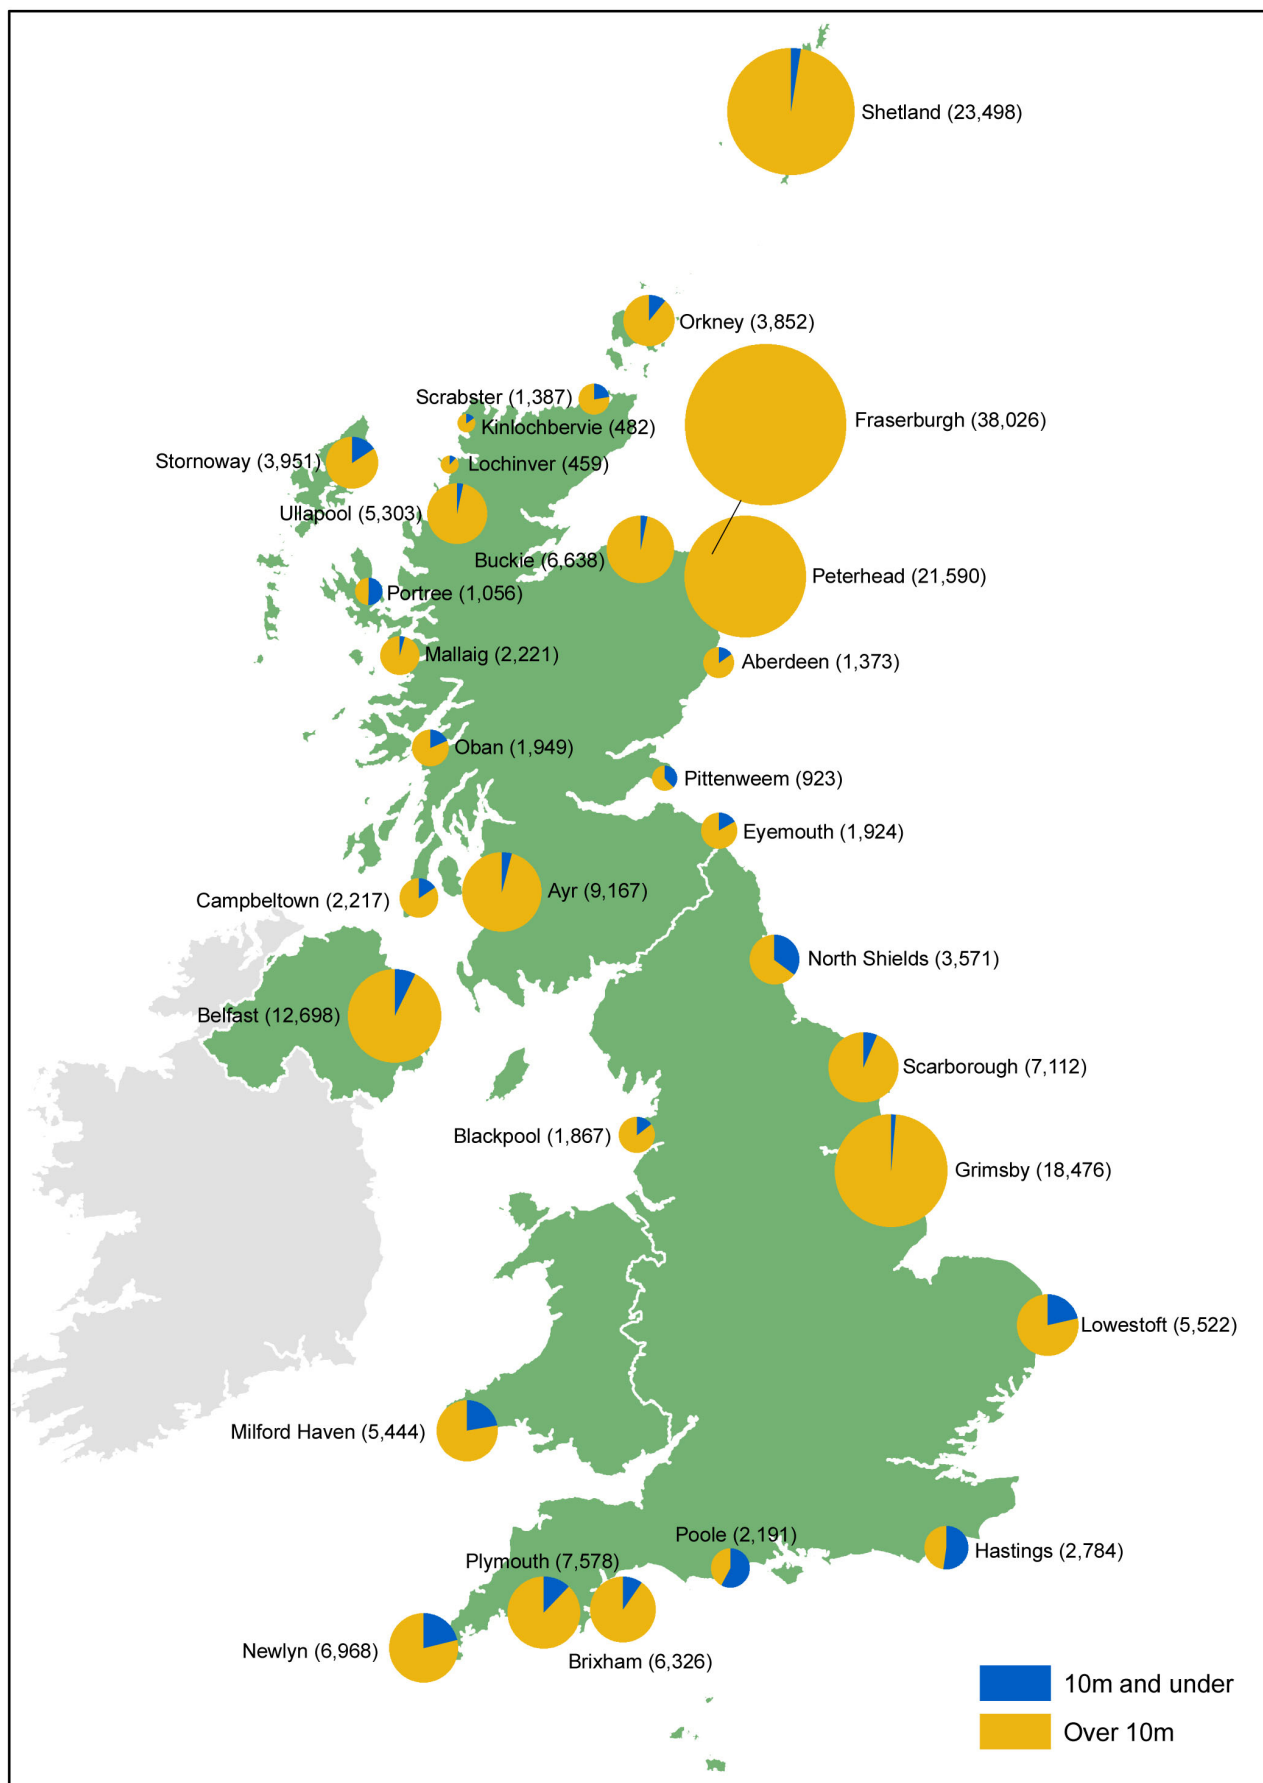 Shetland (23,498)
Orkney (3,852)
Scrabster (1,387)
Fraserburgh (38,026)
Kinlochbervie (482)
Stornoway (3,951)
Lochinver (459)
Ullapool (5,303)
Buckie (6,638)
Peterhead (21,590)
Portree (1,056)
Mallaig (2,221)
Aberdeen (1,373)
Oban (1,949)
Pittenweem (923)
Eyemouth (1,924)
Ayr (9,167)
Campbeltown (2,217)
North Shields (3,571)
Belfast (12,698)
Scarborough (7,112)
Blackpool (1,867)
Grimsby (18,476)
Lowestoft (5,522)
Milford Haven (5,444)
Poole (2,191)
Hastings (2,784)
Plymouth (7,578)
Newlyn (6,968)
Brixham (6,326)
10m and under
Over 10m